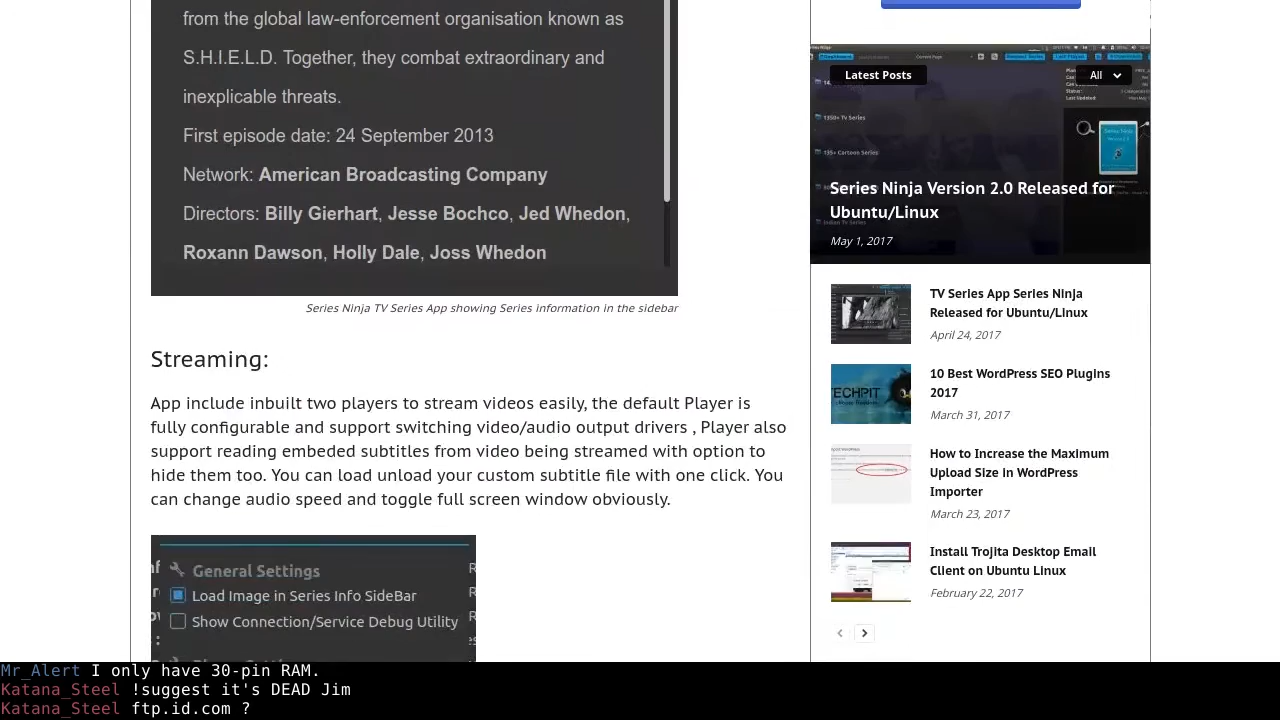 from the global law-enforcement organisation known as
S.H.I.E.L.D. Together, they combat extraordinary and
inexplicable threats.
First episode date: 24 September 2013
Network: American Broadcasting Company
Directors: Billy Gierhart, Jesse Bochco, Jed Whedon,
Roxann Dawson, Holly Dale, Joss Whedon
Series Ninja TV Series App showing Series information in the sidebar
Streaming:
App include inbuilt two players to stream videos easily, the default Player is
fully configurable and support switching video/audio output drivers , Player also
support reading embeded subtitles from video being streamed with option to
hide them too. You can load unload your custom subtitle file with one click. You
can change audio speed and toggle full screen window obviously.
General Settings
Load Image in Series Info SideBar
Show Connection/Service Debug Utility
Latest Posts
All
1350+ Tv Series
135+ Cartoon Series
Last Updated:
Series Ninja Version 2.0 Released for
Ubuntu/Linux
May 1, 2017
TV Series App Series Ninja
Released for Ubuntu/Linux
April 24, 2017
10 Best WordPress SEO Plugins
2017
March 31, 2017
How to Increase the Maximum
Upload Size in WordPress
Importer
March 23, 2017
Install Trojita Desktop Email
Client on Ubuntu Linux
February 22, 2017
Mr_Alert I only have 30-pin RAM.
Katana_Steel !suggest it's DEAD Jim
Katana_Steel ftp.id.com ?